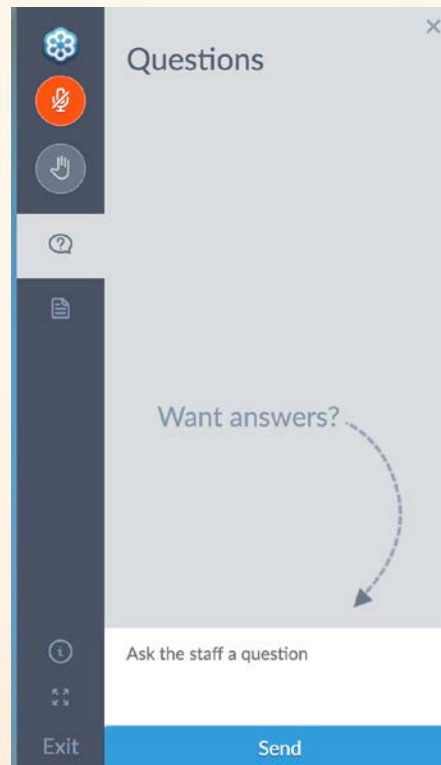 Questions
Want answers?
Ask the staff a question
Exit
Send